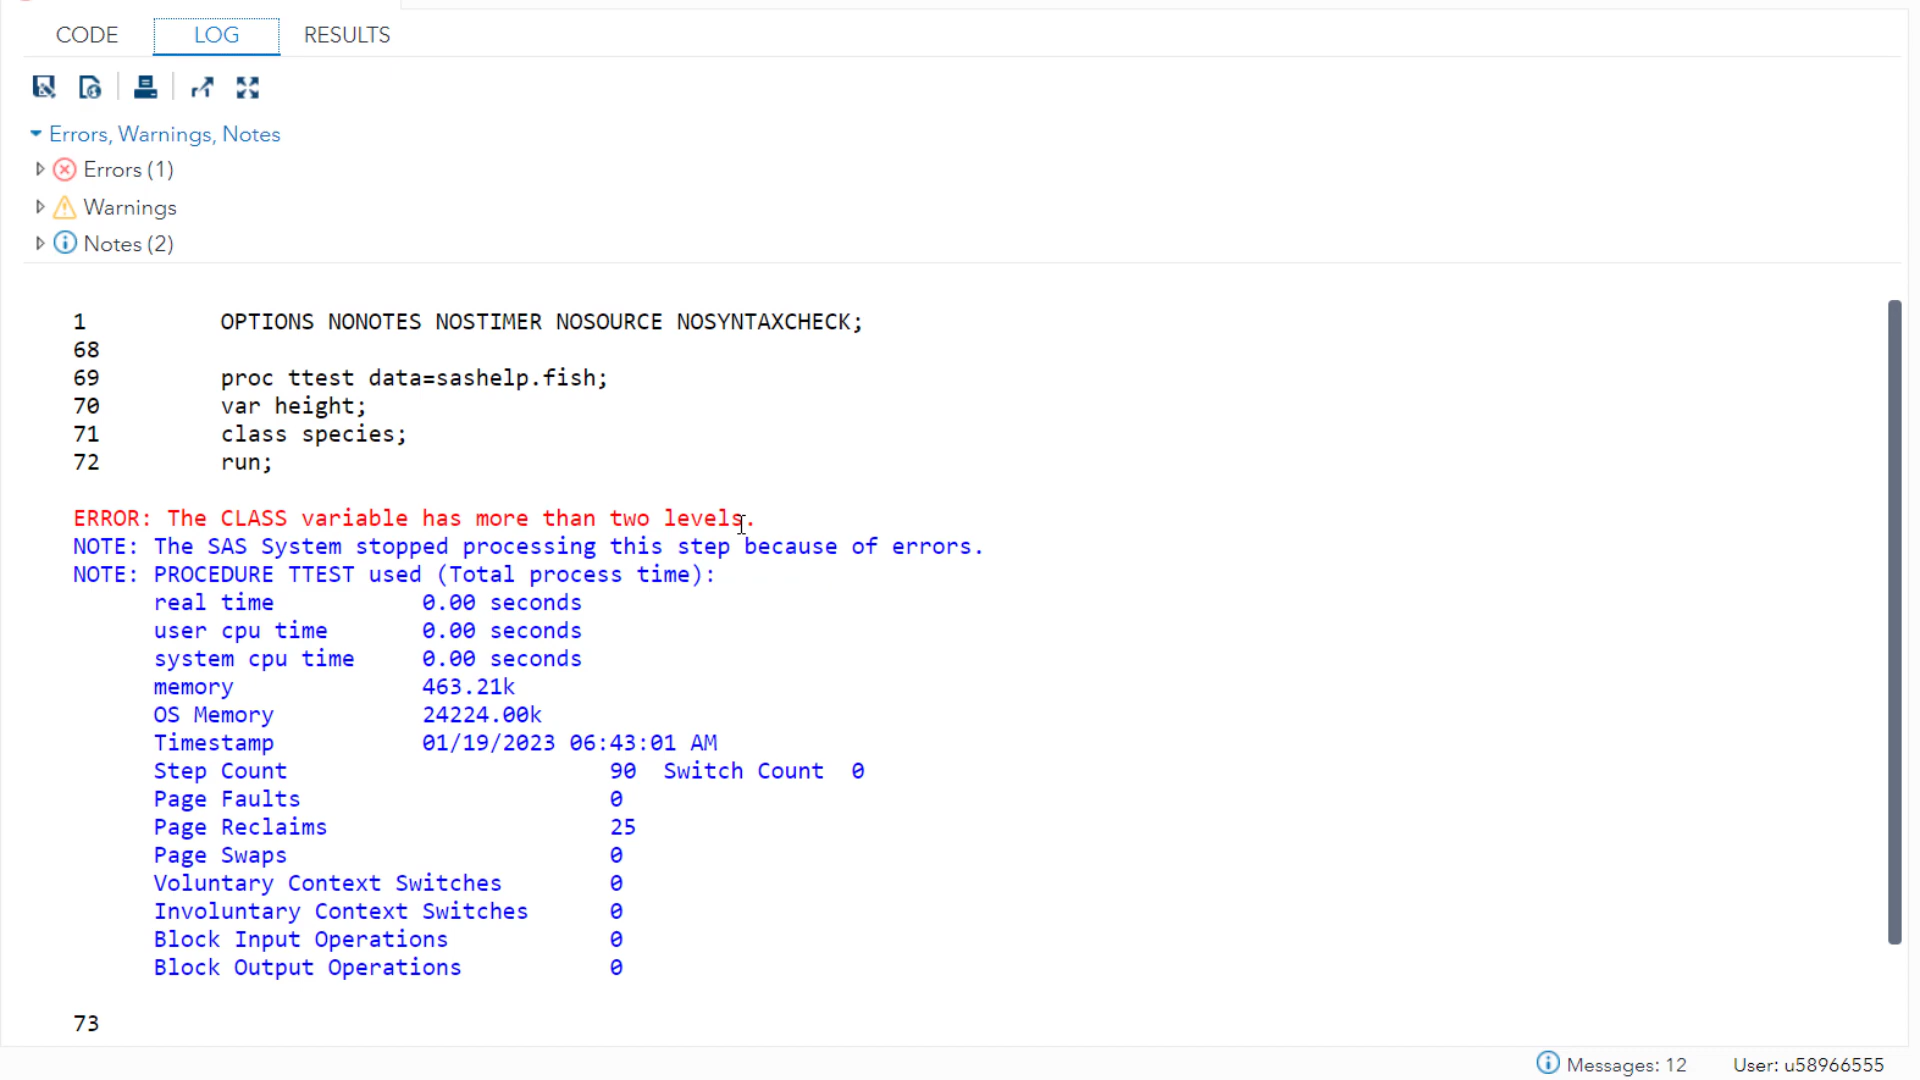 CODE LOG RESULTS
Errors, Warnings, Notes
Errors (1)
Warnings
Notes (2)
1 OPTIONS NONOTES NOSTIMER NOSOURCE NOSYNTAXCHECK;
68
69 proc ttest data=sashelp.fish;
70 var height;
71 class species;
72 run;
ERROR: The CLASS variable has more than two levels.
NOTE: The SAS System stopped processing this step because of errors.
NOTE: PROCEDURE TTEST used (Total process time):
real time 0.00 seconds
user cpu time 0.00 seconds
system cpu time 0.00 seconds
memory 463.21k
OS Memory 24224.00k
Timestamp 01/19/2023 06:43:01 AM
Step Count 90 Switch Count 0
Page Faults 0
Page Reclaims 25
Page Swaps 0
Voluntary Context Switches 0
Involuntary Context Switches 0
Block Input Operations 0
Block Output Operations 0
73
Messages: 12 User: u58966555